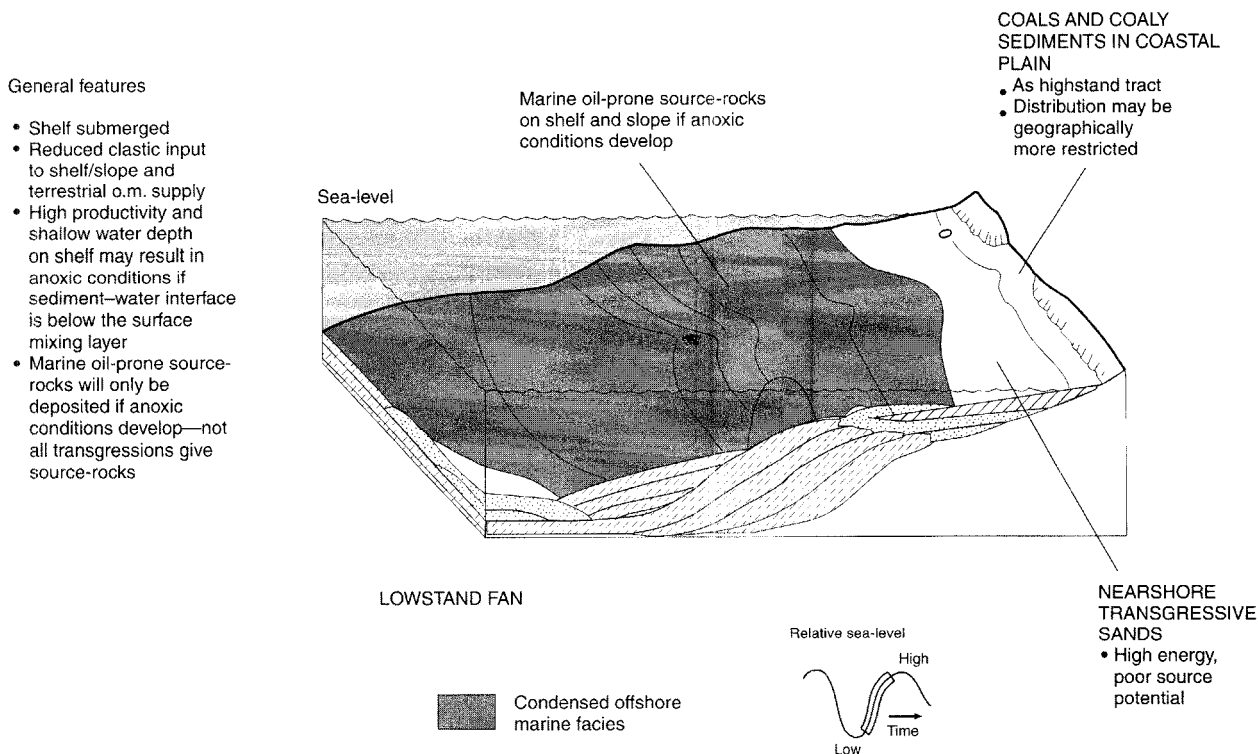 General features
• Shelf submerged
• Reduced clastic input
to shelf/slope and
terrestrial o.m. supply
• High productivity and
shallow water depth
on shelf may result in
anoxic conditions if
sediment–water interface
is below the surface
mixing layer
• Marine oil-prone source-
rocks will only be
deposited if anoxic
conditions develop—not
all transgressions give
source-rocks
Sea-level
Marine oil-prone source-rocks
on shelf and slope if anoxic
conditions develop
COALS AND COALY
SEDIMENTS IN COASTAL
PLAIN
• As highstand tract
• Distribution may be
geographically
more restricted
LOWSTAND FAN
Condensed offshore
marine facies
Relative sea-level
High
Time
Low
NEARSHORE
TRANSGRESSIVE
SANDS
• High energy,
poor source
potential